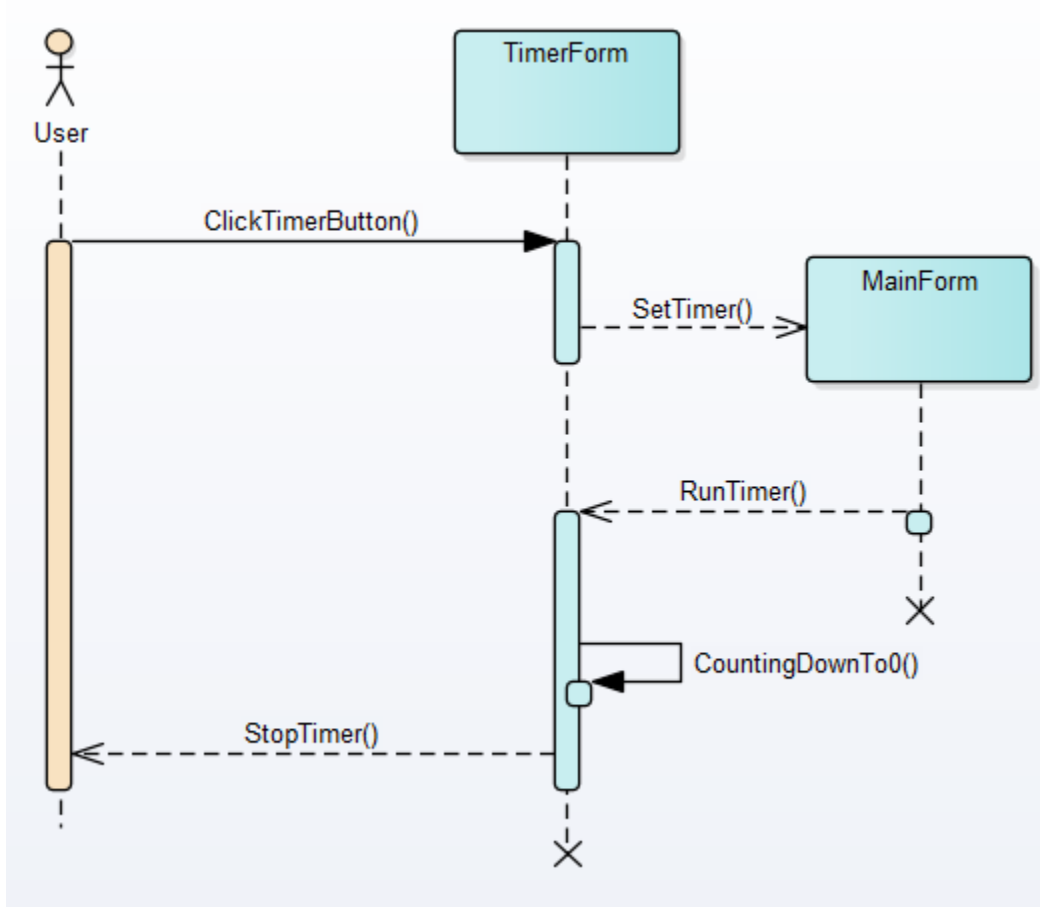 TimerForm
User
ClickTimerButton()
MainForm
SetTimer()
RunTimer()
CountingDownTo0()
StopTimer()